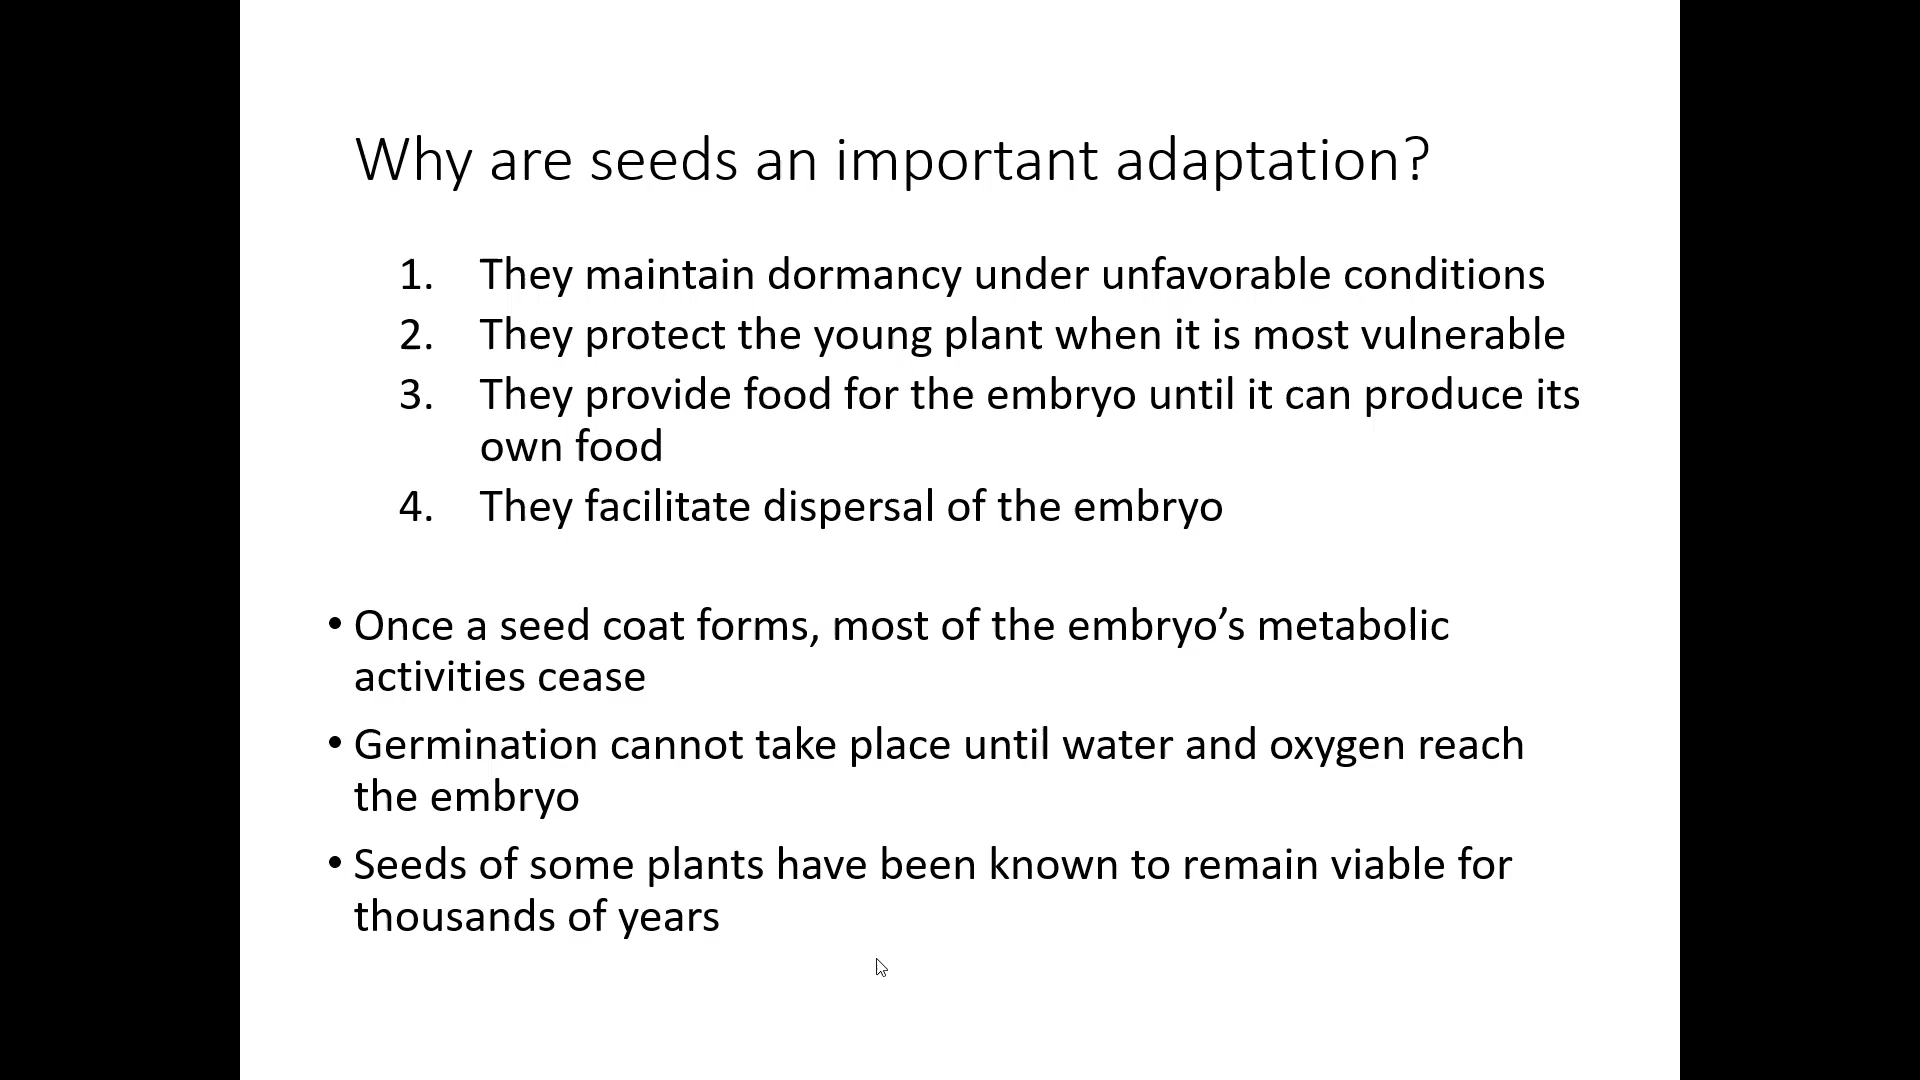 Why are seeds an important adaptation?
1. They maintain dormancy under unfavorable conditions
2. They protect the young plant when it is most vulnerable
3. They provide food for the embryo until it can produce its
own food
4. They facilitate dispersal of the embryo
• Once a seed coat forms, most of the embryo’s metabolic
activities cease
• Germination cannot take place until water and oxygen reach
the embryo
• Seeds of some plants have been known to remain viable for
thousands of years